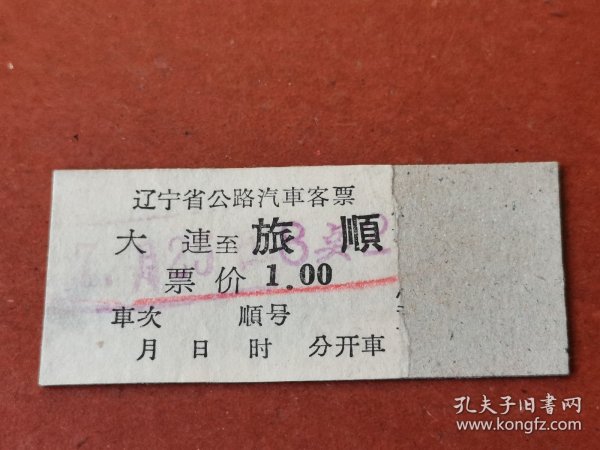 辽宁省公路汽車客票
大連至旅順
票价1.00
車次 順号
月日时分开車
孔夫子旧書网
www.kongfz.com